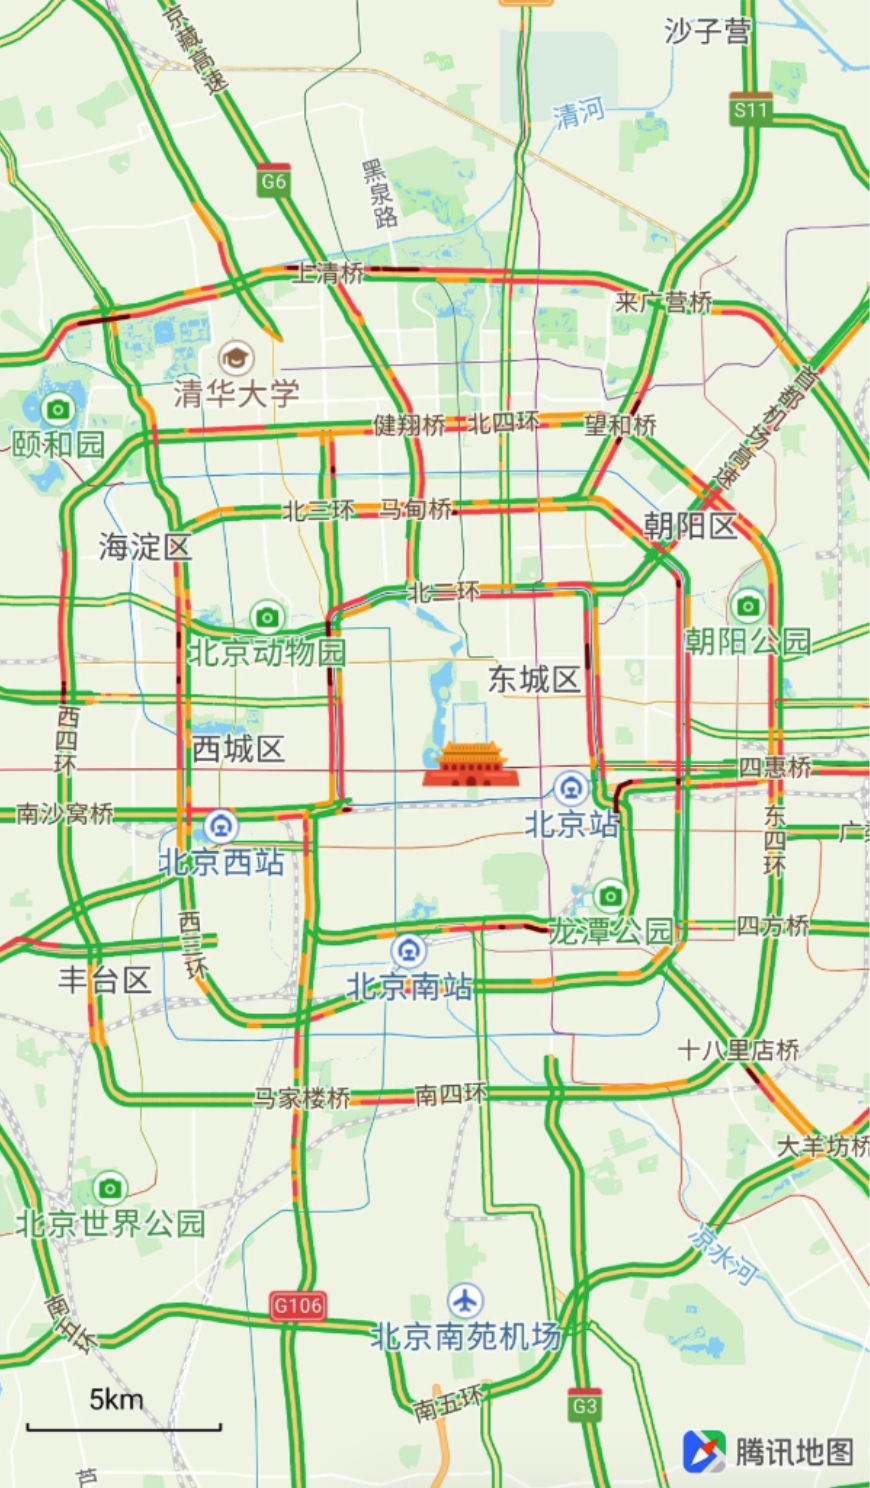 京藏高速
沙子营
S11
清河
G6
黑泉路
上清桥
来广营桥
清华大学
首都机场高速
颐和园
健翔桥
北四环
望和桥
北三环
马甸桥
朝阳区
海淀区
北二环
北京动物园
朝阳公园
东城区
西四环
西城区
四惠桥
南沙窝桥
北京站
东四环
北京西站
龙潭公园
四方桥
西三环
丰台区
北京南站
十八里店桥
马家楼桥
南四环
大羊坊桥
北京世界公园
凉水河
G106
南五环
北京南苑机场
5km
南五环
G3
腾讯地图